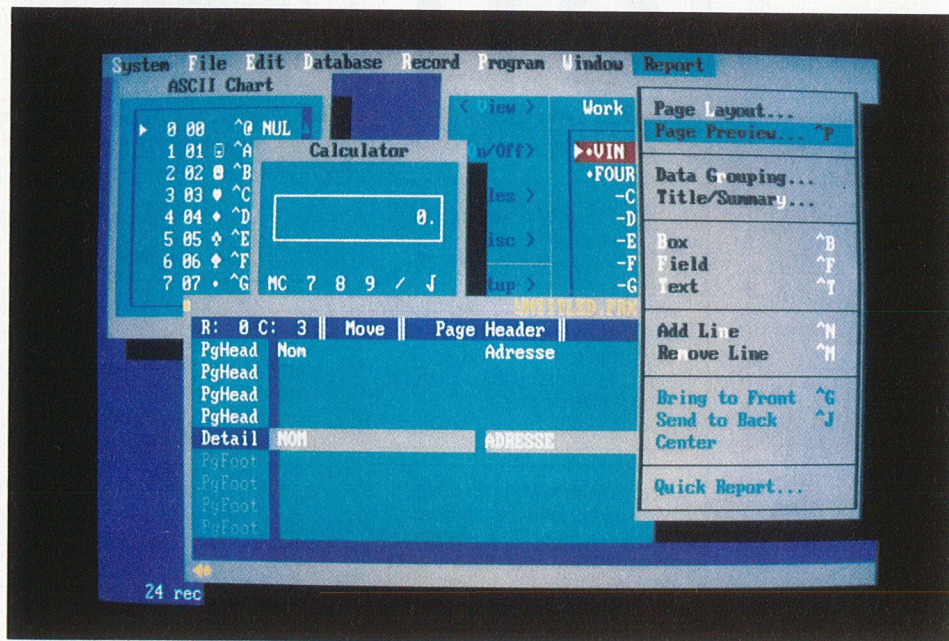 System File Edit Database Record Program Window Report
ASCII Chart
0 00 ^@ NUL
1 01 ☺ ^A
2 02 ☻ ^B
3 03 ♥ ^C
4 04 ♦ ^D
5 05 ♣ ^E
6 06 ♠ ^F
7 07 • ^G
Calculator
0.
MC 7 8 9 / √
< View >
On/Off>
les >
isc >
tup >
Work
•VIN
•FOUR
-C
-D
-E
-F
-G
Page Layout...
Page Preview... ^P
Data Grouping...
Title/Summary...
Box ^B
Field ^F
Text ^T
Add Line ^N
Remove Line ^M
Bring to Front ^G
Send to Back ^J
Center
Quick Report...
UNTITLED.FRX
R: 0 C: 3 ║ Move ║ Page Header ║
PgHead Nom Adresse
PgHead
PgHead
PgHead
Detail NOM ADRESSE
PgFoot
PgFoot
PgFoot
PgFoot
24 rec